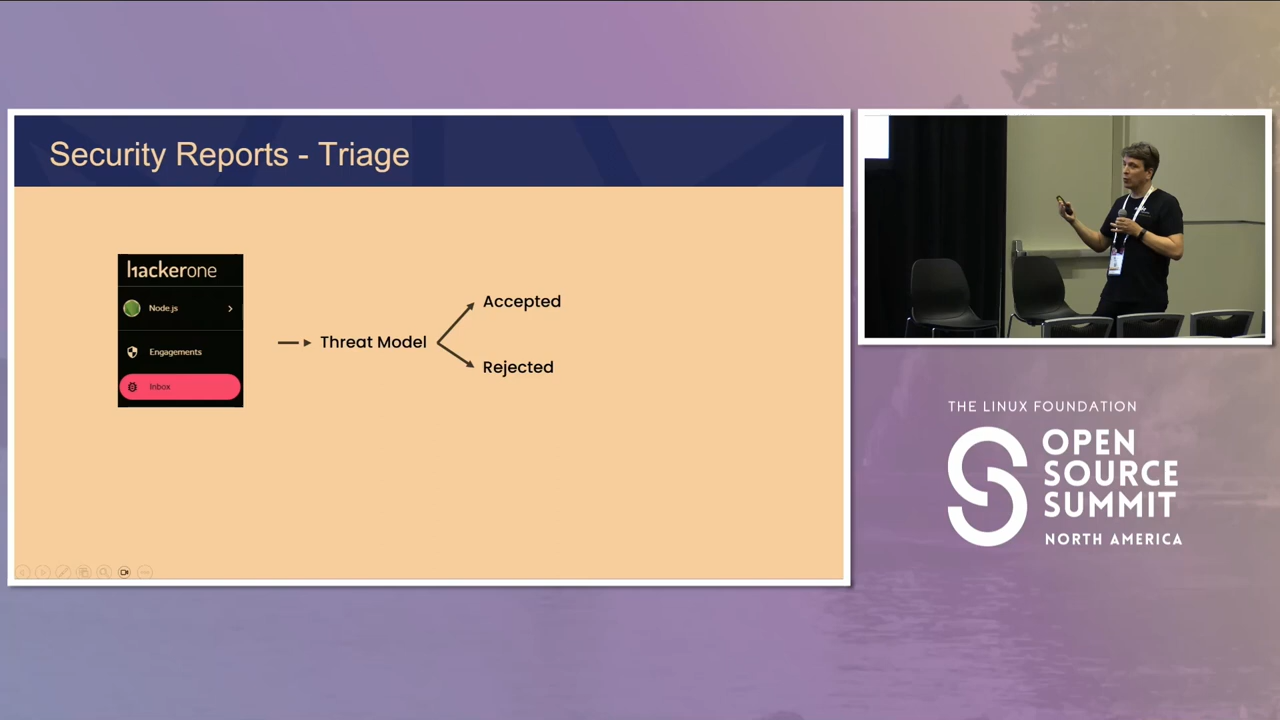 Security Reports - Triage
hackerone
Node.js
Engagements
Inbox
Threat Model
Accepted
Rejected
THE LINUX FOUNDATION
OPEN
SOURCE
SUMMIT
NORTH AMERICA